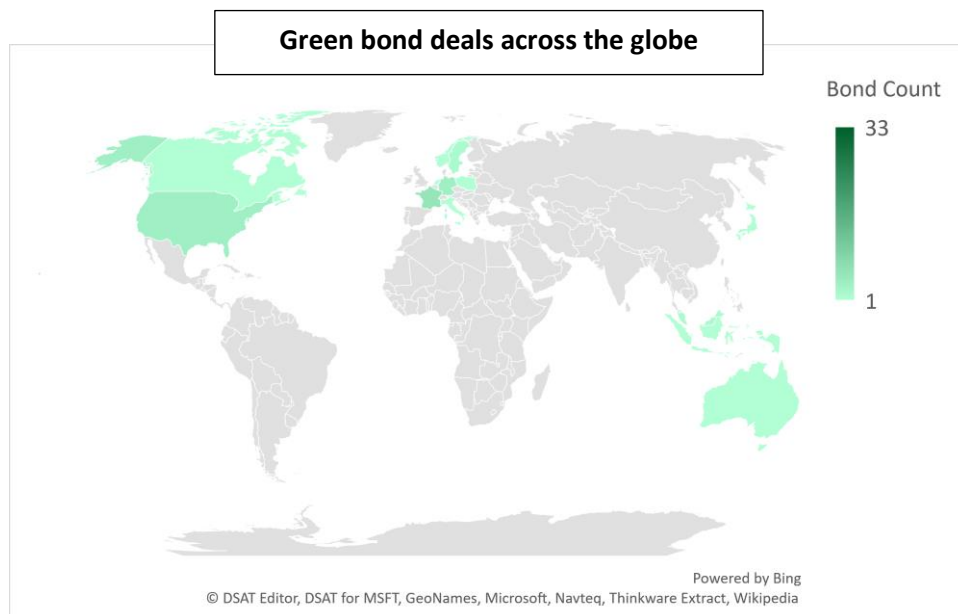 Green bond deals across the globe
Bond Count
33
1
Powered by Bing
© DSAT Editor, DSAT for MSFT, GeoNames, Microsoft, Navteq, Thinkware Extract, Wikipedia